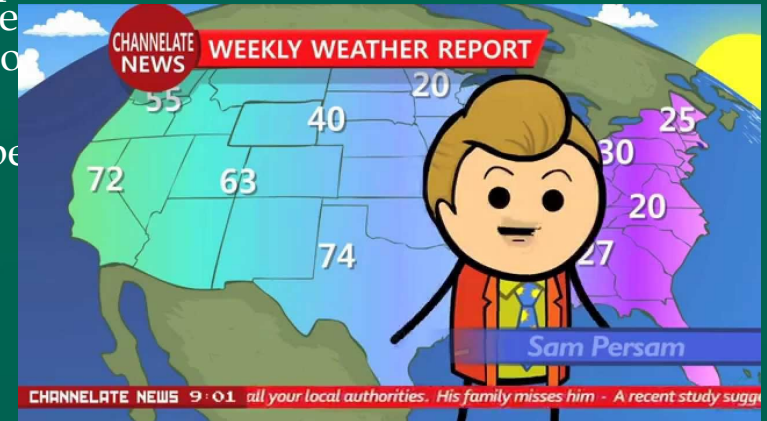 CHANNELATE
NEWS
WEEKLY WEATHER REPORT
55
20
40
25
30
72
63
20
74
27
Sam Persam
CHANNELATE NEWS 9:01 all your local authorities. His family misses him - A recent study sugge